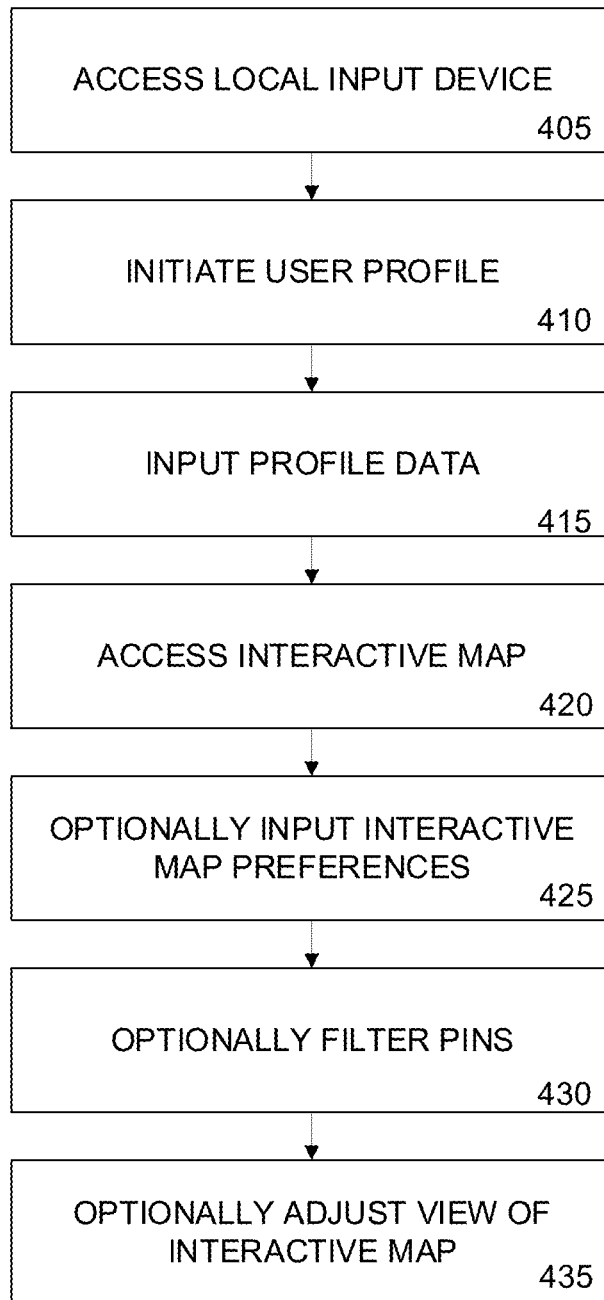 ACCESS LOCAL INPUT DEVICE
405
INITIATE USER PROFILE
410
INPUT PROFILE DATA
415
ACCESS INTERACTIVE MAP
420
OPTIONALLY INPUT INTERACTIVE
MAP PREFERENCES
425
OPTIONALLY FILTER PINS
430
OPTIONALLY ADJUST VIEW OF
INTERACTIVE MAP
435